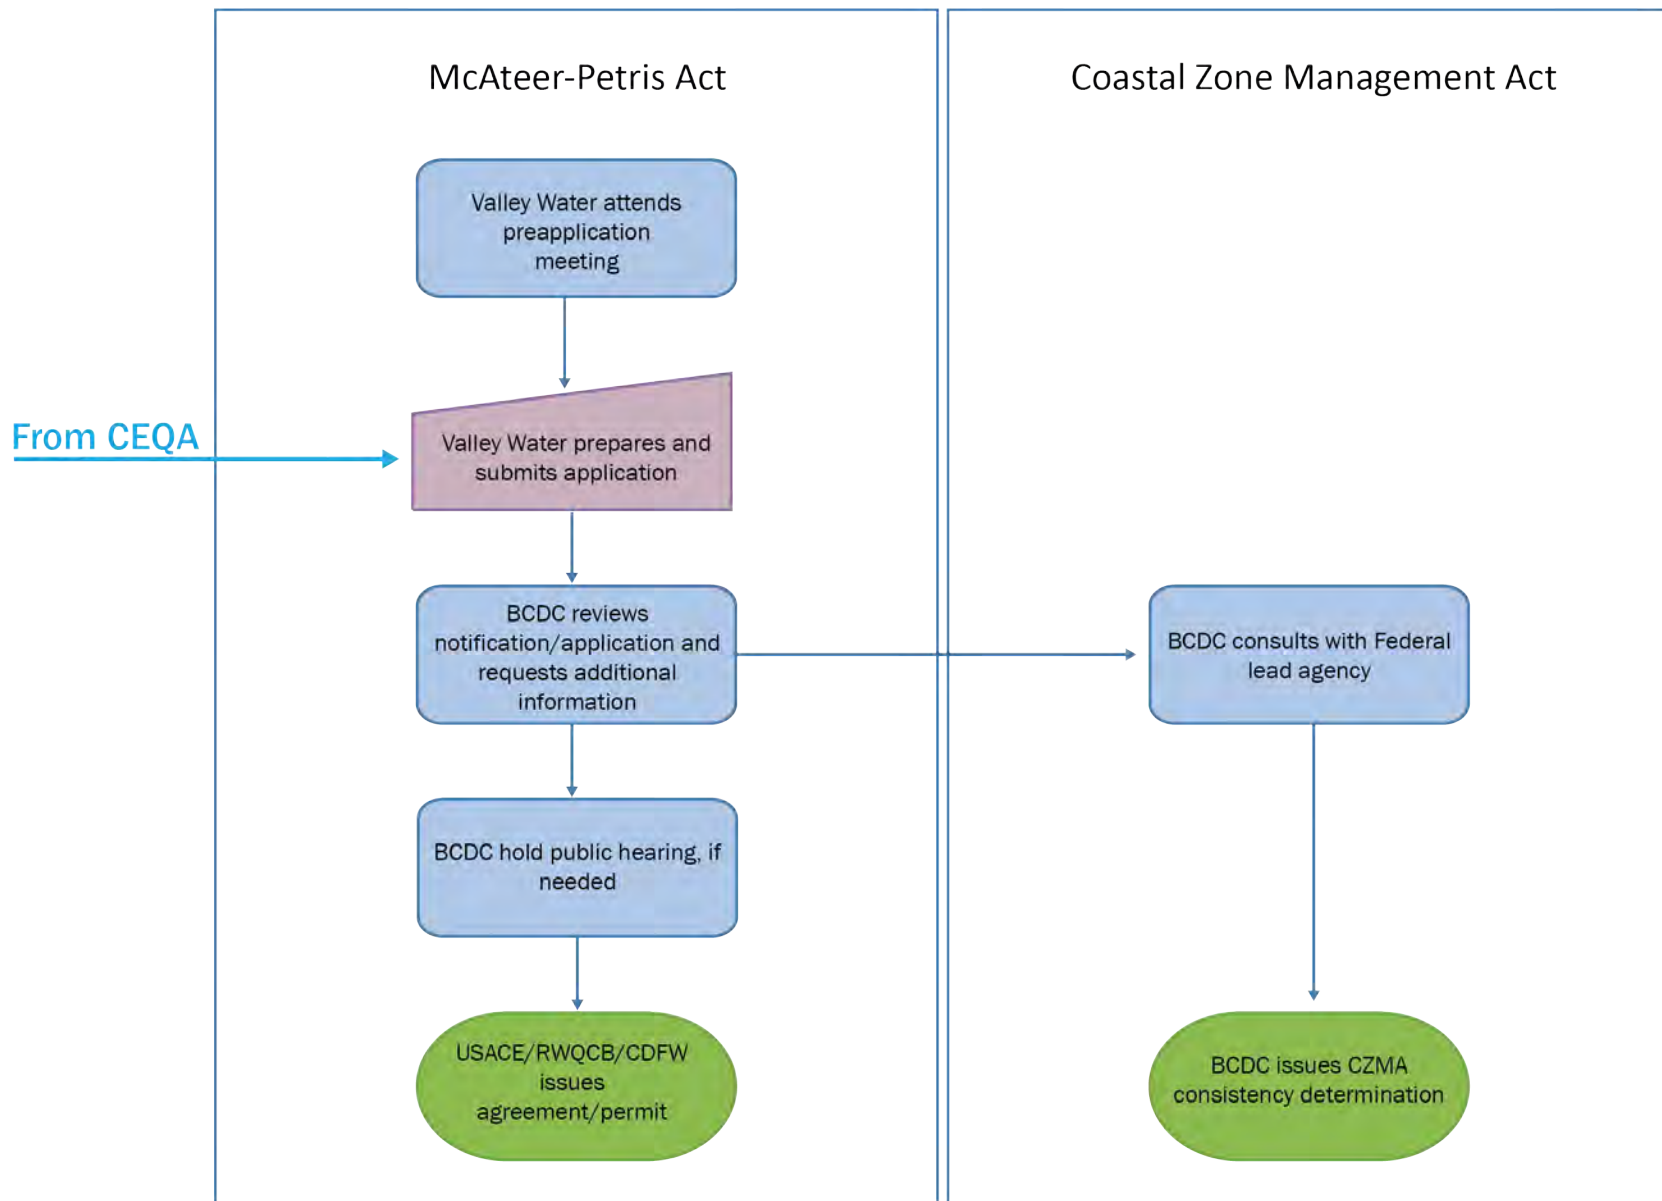 McAteer-Petris Act
Coastal Zone Management Act
Valley Water attends
preapplication
meeting
From CEQA
Valley Water prepares and
submits application
BCDC reviews
notification/application and
requests additional
information
BCDC consults with Federal
lead agency
BCDC hold public hearing, if
needed
USACE/RWQCB/CDFW
issues
agreement/permit
BCDC issues CZMA
consistency determination